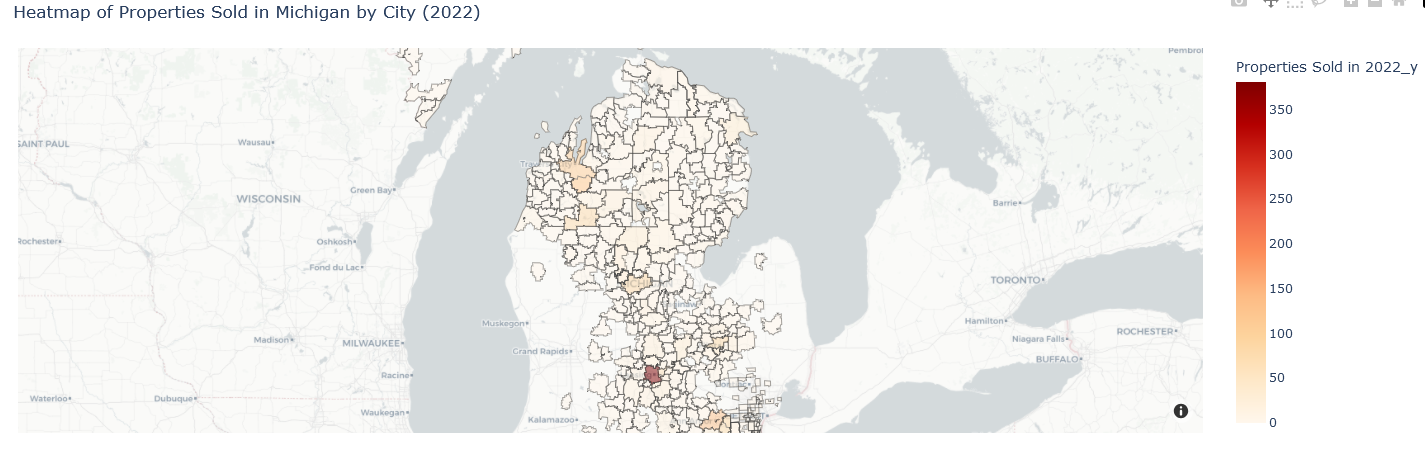 Heatmap of Properties Sold in Michigan by City (2022)
Properties Sold in 2022_y
350
300
250
200
150
100
50
0
Pembro
SAINT PAUL
Wausau
Green Bay
WISCONSIN
Rochester
Oshkosh
Fond du Lac
Madison
MILWAUKEE
Racine
Waterloo
Dubuque
Waukegan
Muskegon
Grand Rapids
Kalamazoo
Barrie
TORONTO
Hamilton
ROCHESTER
Niagara Falls
BUFFALO